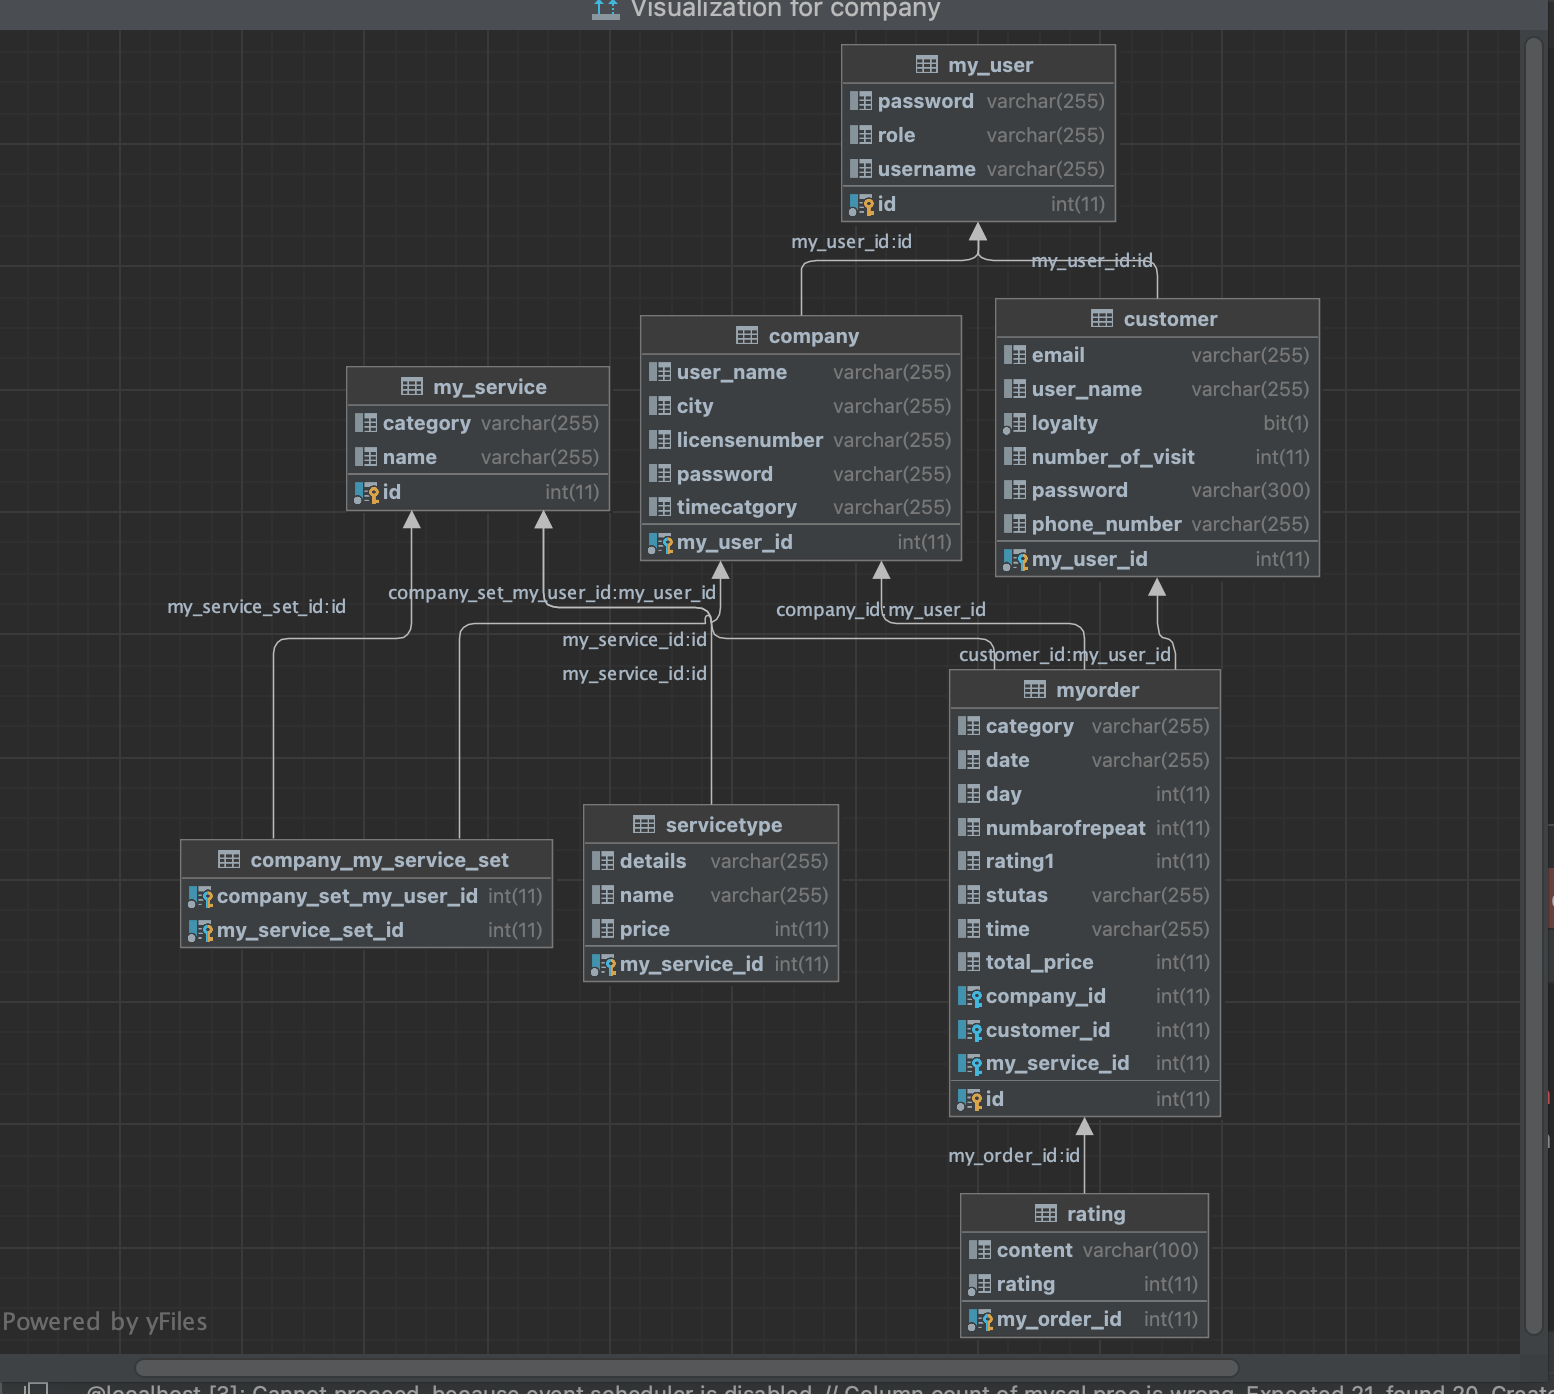 Visualization for company
my_user
password varchar(255)
role varchar(255)
username varchar(255)
id int(11)
my_user_id:id
my_user_id:id
customer
email varchar(255)
user_name varchar(255)
loyalty bit(1)
number_of_visit int(11)
password varchar(300)
phone_number varchar(255)
my_user_id int(11)
company
user_name varchar(255)
city varchar(255)
licensenumber varchar(255)
password varchar(255)
timecatgory varchar(255)
my_user_id int(11)
my_service
category varchar(255)
name varchar(255)
id int(11)
my_service_set_id:id
company_set_my_user_id:my_user_id
company_id:my_user_id
my_service_id:id
my_service_id:id
customer_id:my_user_id
myorder
category varchar(255)
date varchar(255)
day int(11)
numbarofrepeat int(11)
rating1 int(11)
stutas varchar(255)
time varchar(255)
total_price int(11)
company_id int(11)
customer_id int(11)
my_service_id int(11)
id int(11)
servicetype
details varchar(255)
name varchar(255)
price int(11)
my_service_id int(11)
company_my_service_set
company_set_my_user_id int(11)
my_service_set_id int(11)
my_order_id:id
rating
content varchar(100)
rating int(11)
my_order_id int(11)
Powered by yFiles
@localhost [3]: Cannot proceed, because event scheduler is disabled. // Column count of mysql.proc is wrong. Expected 21, found 20. Creat